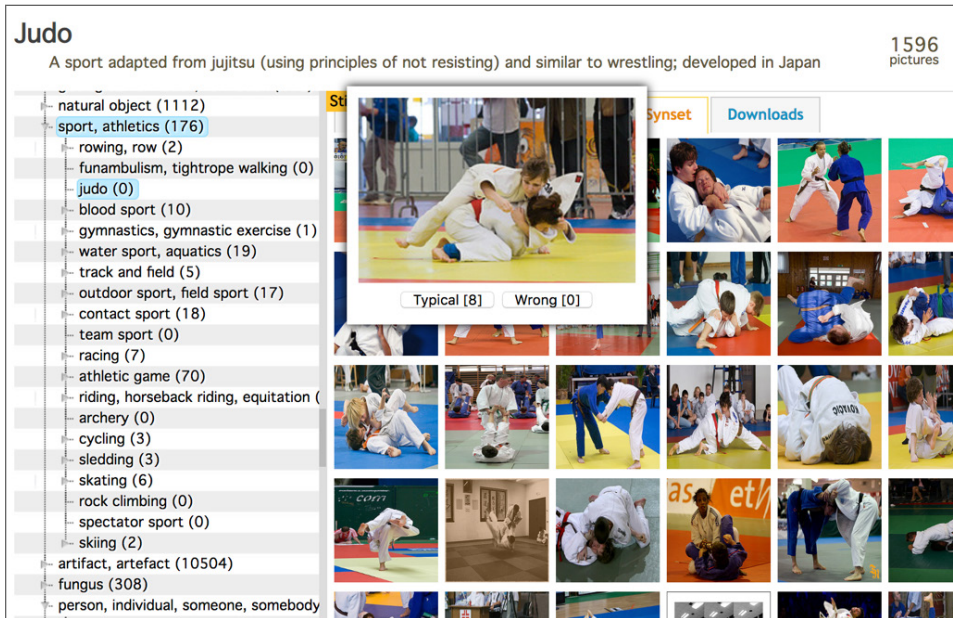 Judo
A sport adapted from jujitsu (using principles of not resisting) and similar to wrestling; developed in Japan
1596
pictures
natural object (1112)
sport, athletics (176)
rowing, row (2)
funambulism, tightrope walking (0)
judo (0)
blood sport (10)
gymnastics, gymnastic exercise (1)
water sport, aquatics (19)
track and field (5)
outdoor sport, field sport (17)
contact sport (18)
team sport (0)
racing (7)
athletic game (70)
riding, horseback riding, equitation (
archery (0)
cycling (3)
sledding (3)
skating (6)
rock climbing (0)
spectator sport (0)
skiing (2)
artifact, artefact (10504)
fungus (308)
person, individual, someone, somebody
Synset
Downloads
Typical [8]
Wrong [0]
KOVAČIČ
com
as eth